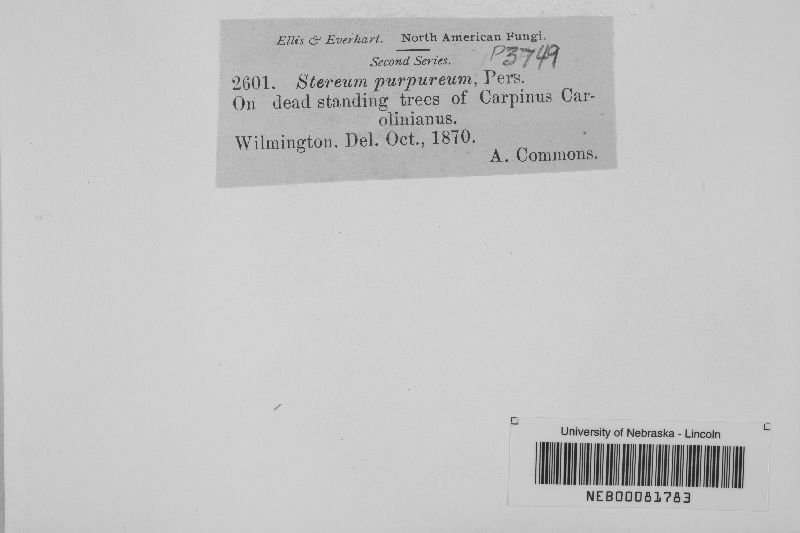 Ellis & Everhart. North American Fungi.
Second Series.
P3749
2601. Stereum purpureum, Pers.
On dead standing trees of Carpinus Car-
olinianus.
Wilmington, Del. Oct., 1870.
A. Commons.
University of Nebraska - Lincoln
NEB00081783